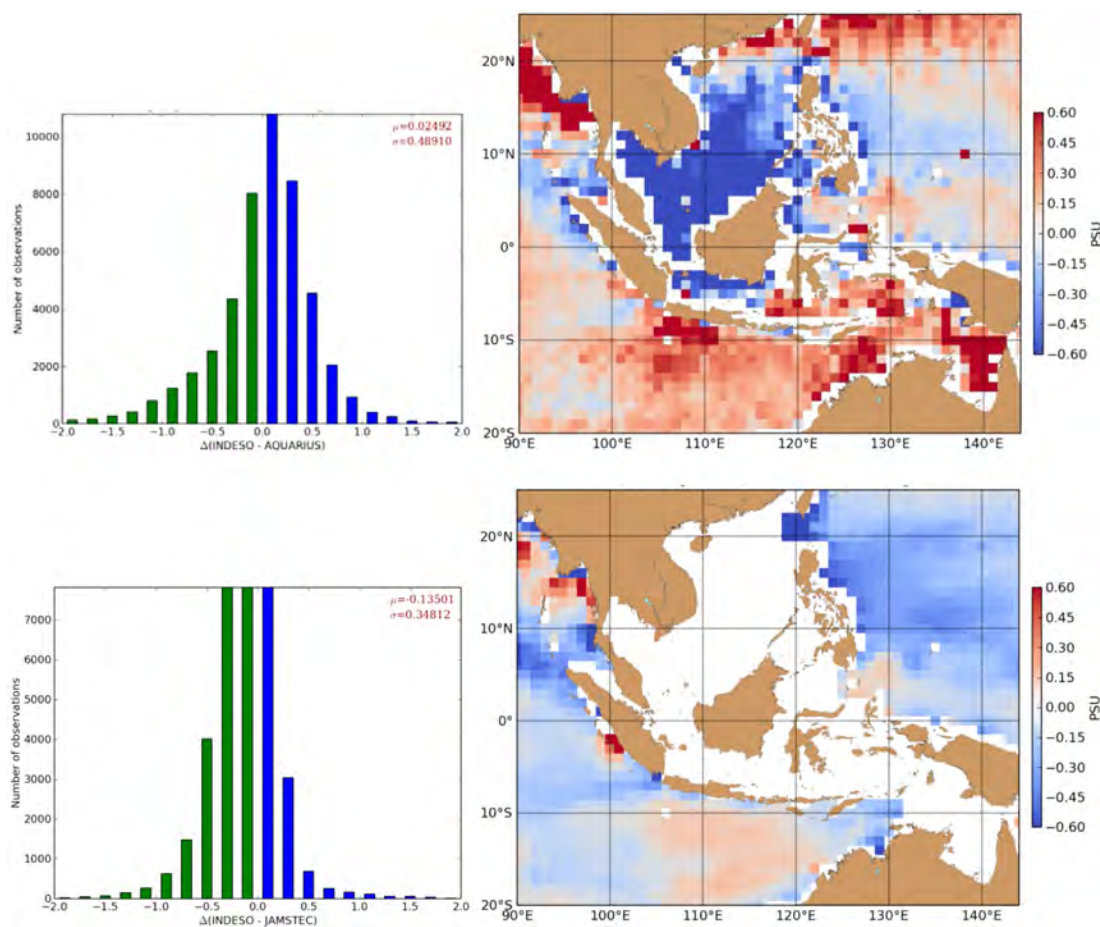 μ=0.02492
σ=0.48910
10000
8000
6000
4000
2000
0
Number of observations
−2.0 −1.5 −1.0 −0.5 0.0 0.5 1.0 1.5 2.0
Δ(INDESO - AQUARIUS)
20°N
10°N
0°
10°S
20°S
90°E 100°E 110°E 120°E 130°E 140°E
0.60
0.45
0.30
0.15
0.00
−0.15
−0.30
−0.45
−0.60
PSU
μ=-0.13501
σ=0.34812
7000
6000
5000
4000
3000
2000
1000
0
Number of observations
−2.0 −1.5 −1.0 −0.5 0.0 0.5 1.0 1.5 2.0
Δ(INDESO - JAMSTEC)
20°N
10°N
0°
10°S
20°S
90°E 100°E 110°E 120°E 130°E 140°E
0.60
0.45
0.30
0.15
0.00
−0.15
−0.30
−0.45
−0.60
PSU